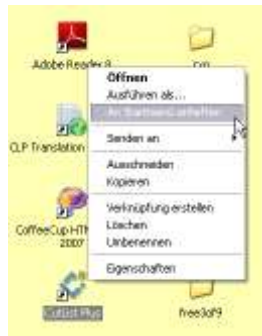 Adobe Reader 8
Öffnen
Ausführen als...
An Startmenü anheften
Senden an
CLP Translation
Ausschneiden
Kopieren
Verknüpfung erstellen
CoffeeCup HTM
2007
Löschen
Umbenennen
Eigenschaften
CutList Plus
free3of9